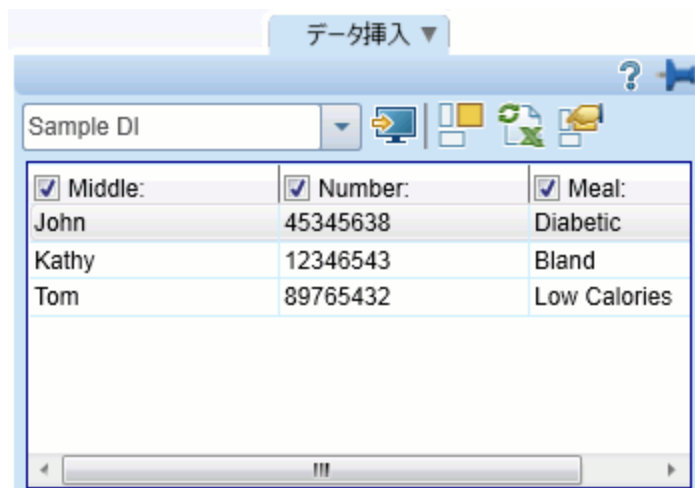 データ挿入 ▼
?
Sample DI
Middle: Number: Meal:
John 45345638 Diabetic
Kathy 12346543 Bland
Tom 89765432 Low Calories